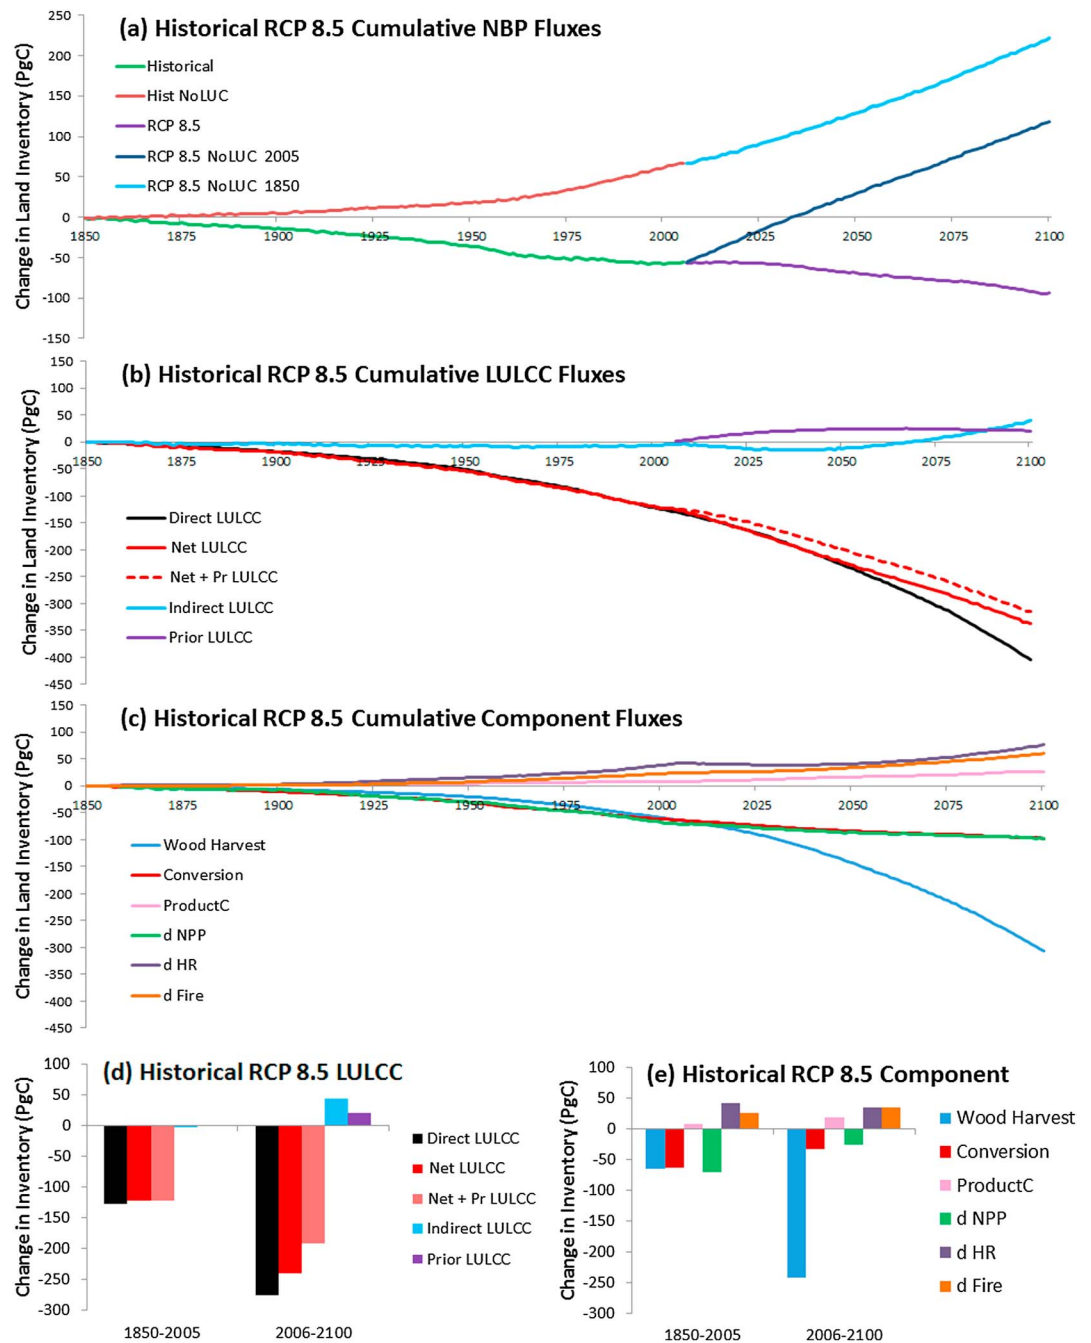 (a) Historical RCP 8.5 Cumulative NBP Fluxes
Change in Land Inventory (PgC)
250
200
150
100
50
0
-50
-100
-150
Historical
Hist NoLUC
RCP 8.5
RCP 8.5 NoLUC 2005
RCP 8.5 NoLUC 1850
1850 1875 1900 1925 1950 1975 2000 2025 2050 2075 2100
(b) Historical RCP 8.5 Cumulative LULCC Fluxes
Change in Land Inventory (PgC)
150
100
50
0
-50
-100
-150
-200
-250
-300
-350
-400
-450
1850 1875 1900 1925 1950 1975 2000 2025 2050 2075 2100
Direct LULCC
Net LULCC
Net + Pr LULCC
Indirect LULCC
Prior LULCC
(c) Historical RCP 8.5 Cumulative Component Fluxes
Change in Land Inventory (PgC)
150
100
50
0
-50
-100
-150
-200
-250
-300
-350
-400
-450
1850 1875 1900 1925 1950 1975 2000 2025 2050 2075 2100
Wood Harvest
Conversion
ProductC
d NPP
d HR
d Fire
(d) Historical RCP 8.5 LULCC
Change in Inventory (PgC)
100
50
0
-50
-100
-150
-200
-250
-300
Direct LULCC
Net LULCC
Net + Pr LULCC
Indirect LULCC
Prior LULCC
1850-2005 2006-2100
(e) Historical RCP 8.5 Component
Change in Inventory (PgC)
100
50
0
-50
-100
-150
-200
-250
-300
Wood Harvest
Conversion
ProductC
d NPP
d HR
d Fire
1850-2005 2006-2100